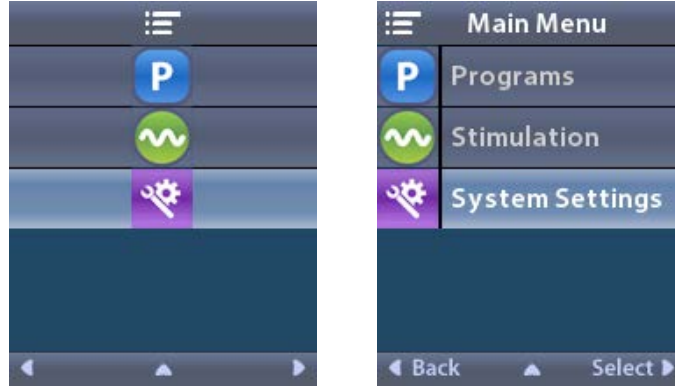 P
Main Menu
P Programs
Stimulation
System Settings
Back Select